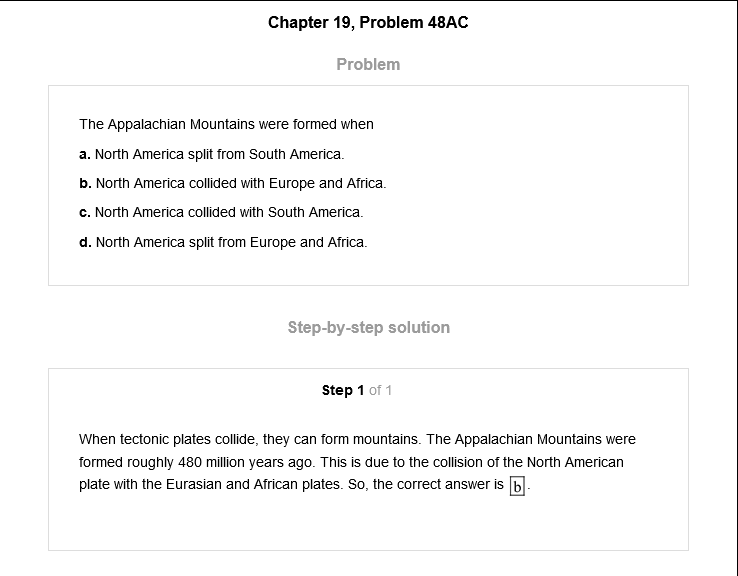 Chapter 19, Problem 48AC
Problem
The Appalachian Mountains were formed when
a. North America split from South America.
b. North America collided with Europe and Africa.
c. North America collided with South America.
d. North America split from Europe and Africa.
Step-by-step solution
Step 1 of 1
When tectonic plates collide, they can form mountains. The Appalachian Mountains were
formed roughly 480 million years ago. This is due to the collision of the North American
plate with the Eurasian and African plates. So, the correct answer is b.